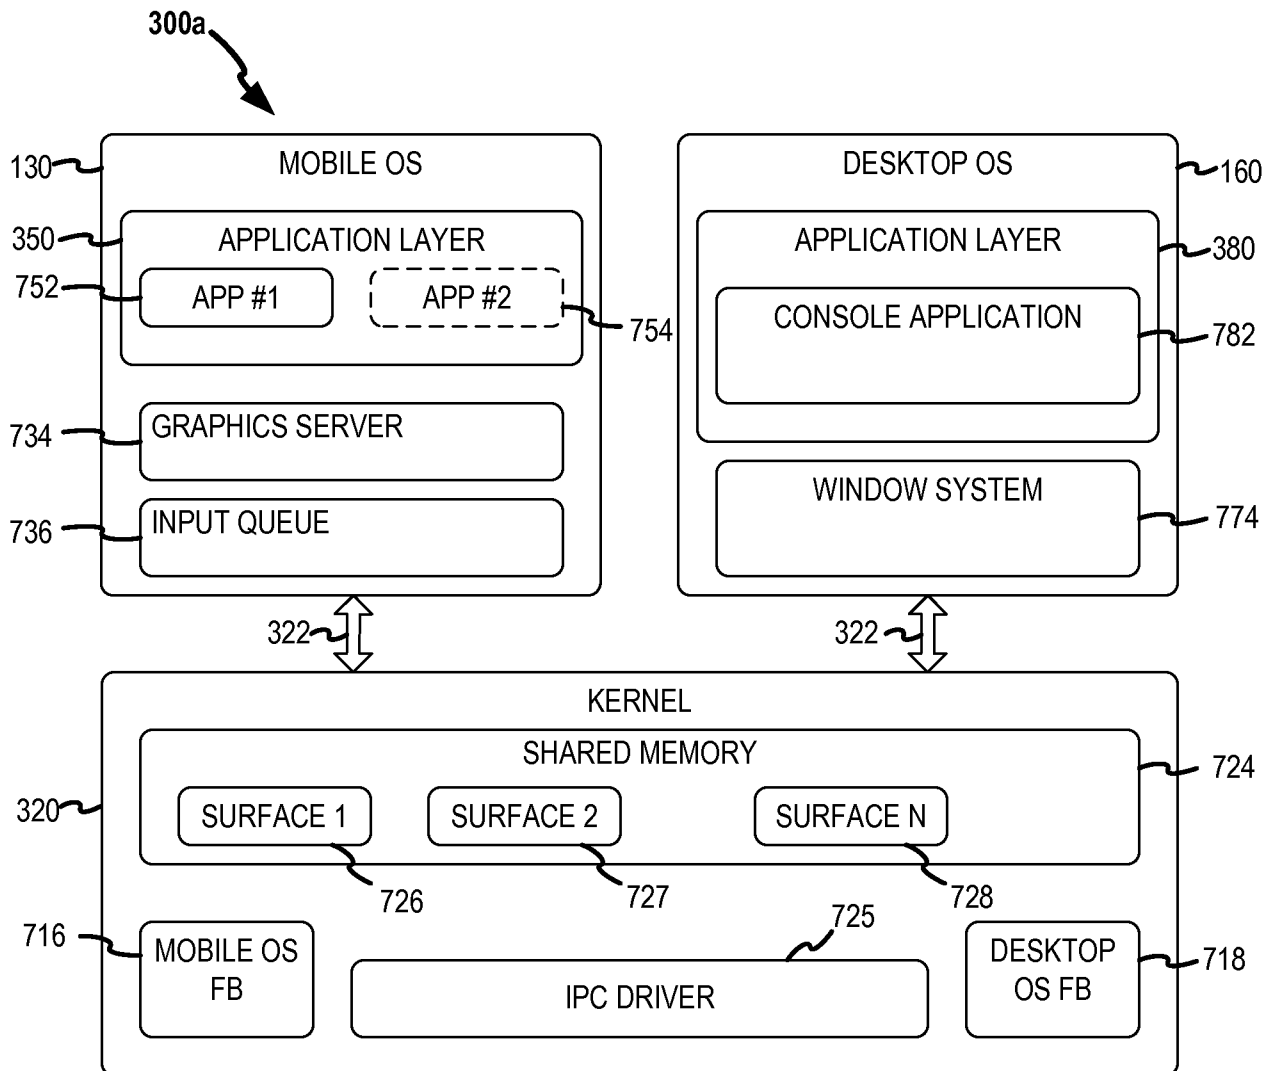 300a
130
MOBILE OS
DESKTOP OS
160
350
APPLICATION LAYER
APPLICATION LAYER
380
752
APP #1
APP #2
754
CONSOLE APPLICATION
782
734
GRAPHICS SERVER
WINDOW SYSTEM
774
736
INPUT QUEUE
322
322
KERNEL
SHARED MEMORY
724
320
SURFACE 1
SURFACE 2
SURFACE N
726
727
728
716
MOBILE OS
FB
725
IPC DRIVER
DESKTOP
OS FB
718